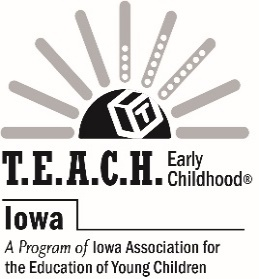 T
T.E.A.C.H. Early Childhood®
Iowa
A Program of Iowa Association for
the Education of Young Children